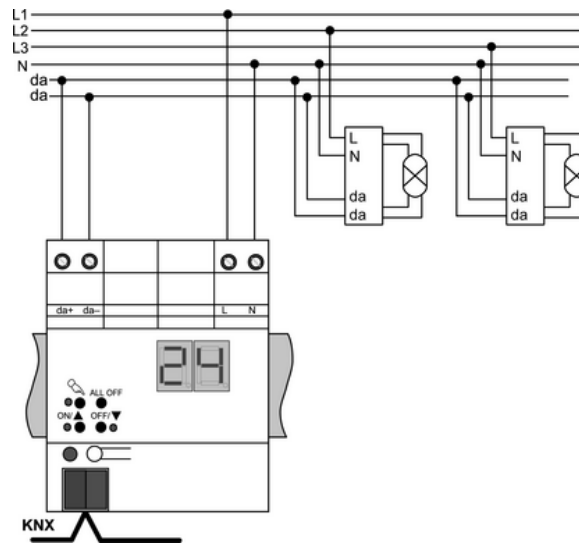 L1
L2
L3
N
da
da
L
N
da
da
L
N
da
da
da+ da– L N
24
ALL OFF
ON/▲ OFF/▼
KNX